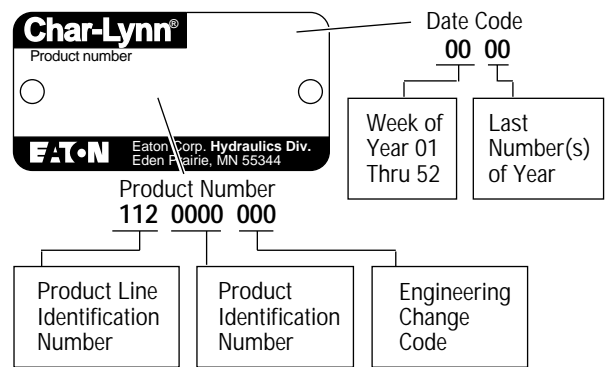 Char-Lynn®
Product number
EATON
Eaton Corp. Hydraulics Div.
Eden Prairie, MN 55344
Date Code
00 00
Week of
Year 01
Thru 52
Last
Number(s)
of Year
Product Number
112 0000 000
Product Line
Identification
Number
Product
Identification
Number
Engineering
Change
Code